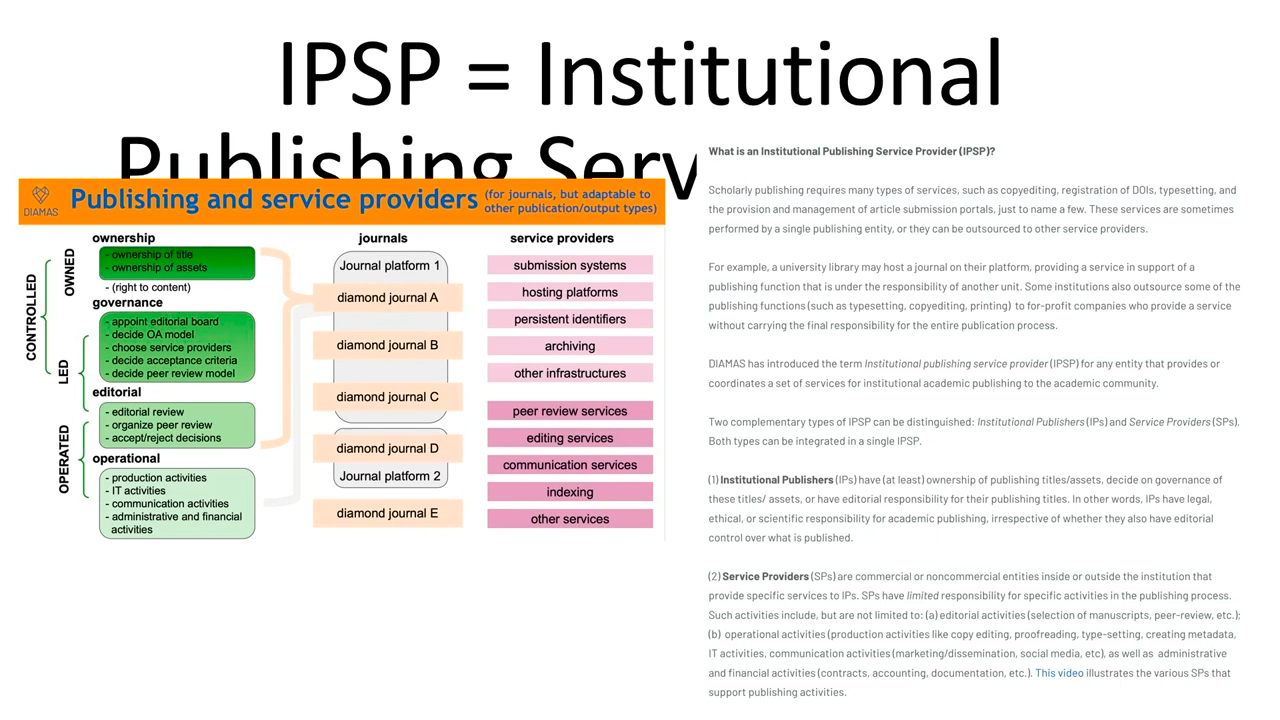 IPSP = Institutional
Publishing Serv
DIAMAS
Publishing and service providers
(for journals, but adaptable to
other publication/output types)
CONTROLLED
OWNED
LED
OPERATED
ownership
- ownership of title
- ownership of assets
- (right to content)
governance
- appoint editorial board
- decide OA model
- choose service providers
- decide acceptance criteria
- decide peer review model
editorial
- editorial review
- organize peer review
- accept/reject decisions
operational
- production activities
- IT activities
- communication activities
- administrative and financial
activities
journals
Journal platform 1
diamond journal A
diamond journal B
diamond journal C
diamond journal D
Journal platform 2
diamond journal E
service providers
submission systems
hosting platforms
persistent identifiers
archiving
other infrastructures
peer review services
editing services
communication services
indexing
other services
What is an Institutional Publishing Service Provider (IPSP)?
Scholarly publishing requires many types of services, such as copyediting, registration of DOIs, typesetting, and
the provision and management of article submission portals, just to name a few. These services are sometimes
performed by a single publishing entity, or they can be outsourced to other service providers.
For example, a university library may host a journal on their platform, providing a service in support of a
publishing function that is under the responsibility of another unit. Some institutions also outsource some of the
publishing functions (such as typesetting, copyediting, printing) to for-profit companies who provide a service
without carrying the final responsibility for the entire publication process.
DIAMAS has introduced the term Institutional publishing service provider (IPSP) for any entity that provides or
coordinates a set of services for institutional academic publishing to the academic community.
Two complementary types of IPSP can be distinguished: Institutional Publishers (IPs) and Service Providers (SPs).
Both types can be integrated in a single IPSP.
(1) Institutional Publishers (IPs) have (at least) ownership of publishing titles/assets, decide on governance of
these titles/ assets, or have editorial responsibility for their publishing titles. In other words, IPs have legal,
ethical, or scientific responsibility for academic publishing, irrespective of whether they also have editorial
control over what is published.
(2) Service Providers (SPs) are commercial or noncommercial entities inside or outside the institution that
provide specific services to IPs. SPs have limited responsibility for specific activities in the publishing process.
Such activities include, but are not limited to: (a) editorial activities (selection of manuscripts, peer-review, etc.);
(b) operational activities (production activities like copy editing, proofreading, type-setting, creating metadata,
IT activities, communication activities (marketing/dissemination, social media, etc), as well as administrative
and financial activities (contracts, accounting, documentation, etc.). This video illustrates the various SPs that
support publishing activities.